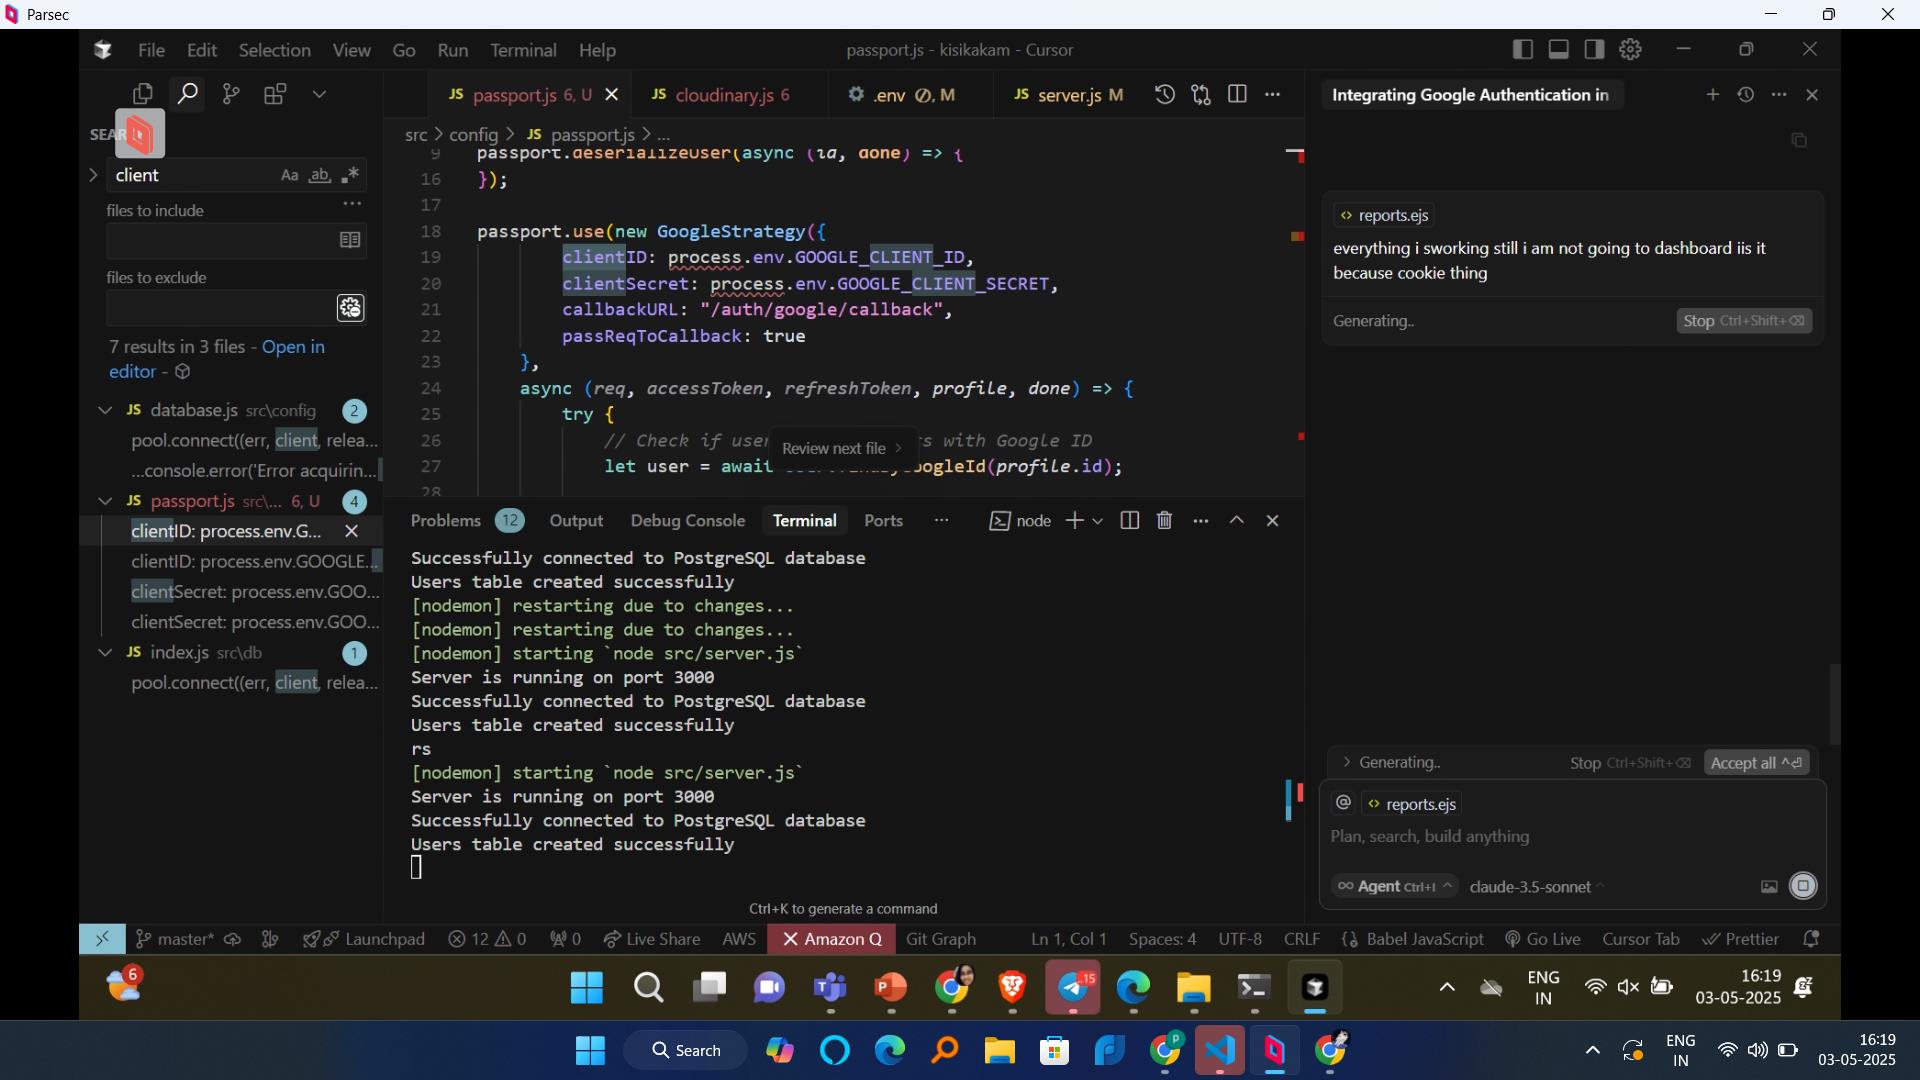 Parsec
File Edit Selection View Go Run Terminal Help
passport.js - kisikakam - Cursor
JS passport.js 6, U
JS cloudinary.js 6
.env M
JS server.js M
Integrating Google Authentication in
SEAR
client
Aa ab
files to include
files to exclude
7 results in 3 files - Open in
editor -
JS database.js src\config 2
pool.connect((err, client, relea...
...console.error('Error acquirin...
JS passport.js src\... 6, U 4
clientID: process.env.G...
clientID: process.env.GOOGLE...
clientSecret: process.env.GOO...
clientSecret: process.env.GOO...
JS index.js src\db 1
pool.connect((err, client, relea...
src > config > JS passport.js > ...
9 passport.deserializeUser(async (id, done) => {
16 });
17
18 passport.use(new GoogleStrategy({
19 clientID: process.env.GOOGLE_CLIENT_ID,
20 clientSecret: process.env.GOOGLE_CLIENT_SECRET,
21 callbackURL: "/auth/google/callback",
22 passReqToCallback: true
23 },
24 async (req, accessToken, refreshToken, profile, done) => {
25 try {
26 // Check if user s with Google ID
Review next file >
27 let user = await oogleId(profile.id);
28
Problems 12 Output Debug Console Terminal Ports ... node
Successfully connected to PostgreSQL database
Users table created successfully
[nodemon] restarting due to changes...
[nodemon] restarting due to changes...
[nodemon] starting `node src/server.js`
Server is running on port 3000
Successfully connected to PostgreSQL database
Users table created successfully
rs
[nodemon] starting `node src/server.js`
Server is running on port 3000
Successfully connected to PostgreSQL database
Users table created successfully
Ctrl+K to generate a command
reports.ejs
everything i sworking still i am not going to dashboard iis it
because cookie thing
Generating..
Stop Ctrl+Shift+
Generating..
Stop Ctrl+Shift+
Accept all
@ reports.ejs
Plan, search, build anything
Agent Ctrl+I claude-3.5-sonnet
master* Launchpad 12 0 0 Live Share AWS Amazon Q Git Graph Ln 1, Col 1 Spaces: 4 UTF-8 CRLF Babel JavaScript Go Live Cursor Tab Prettier
6
15
ENG
IN
16:19
03-05-2025
Search
P
ENG
IN
16:19
03-05-2025